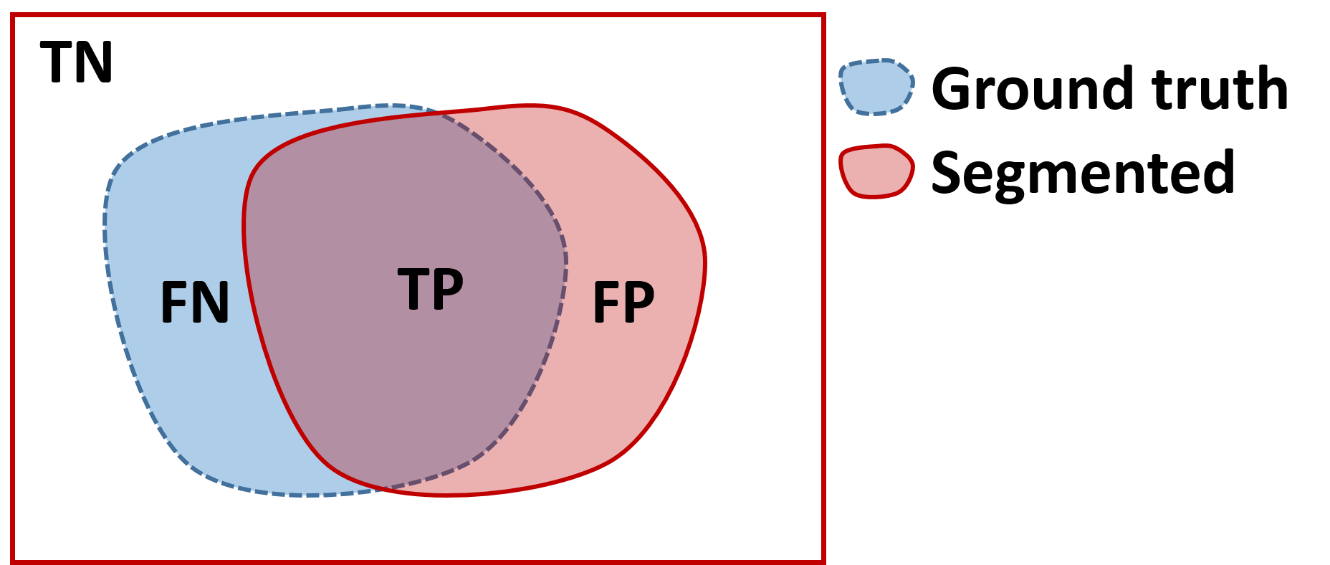 TN
FN
TP
FP
Ground truth
Segmented